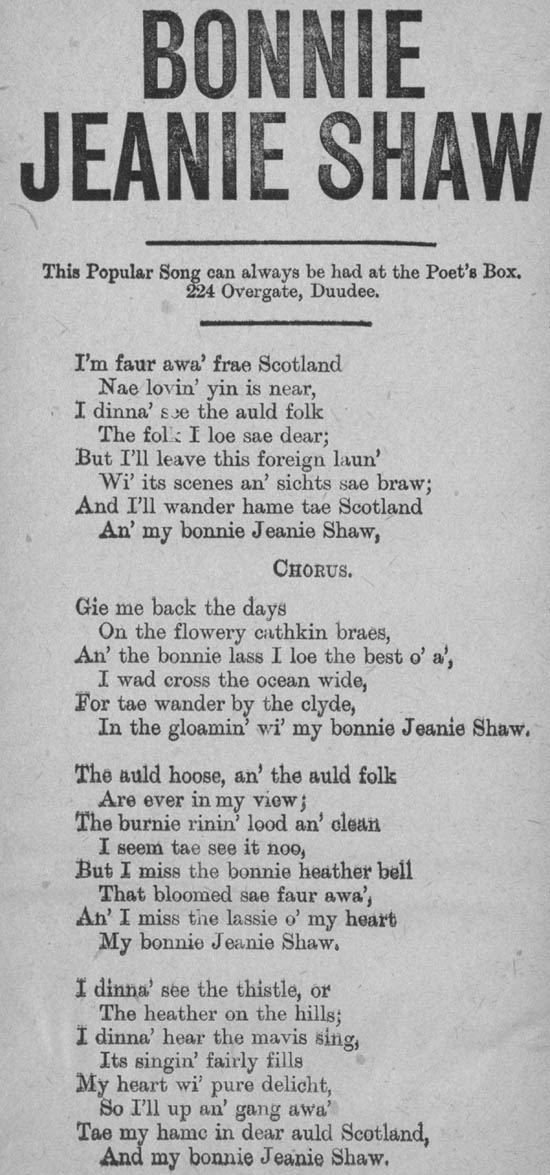 BONNIE
JEANIE SHAW
This Popular Song can always be had at the Poet's Box.
224 Overgate, Duudee.
I'm faur awa' frae Scotland
Nae lovin' yin is near,
I dinna' see the auld folk
The folk I loe sae dear;
But I'll leave this foreign laun'
Wi' its scenes an' sichts sae braw;
And I'll wander hame tae Scotland
An' my bonnie Jeanie Shaw,
CHORUS.
Gie me back the days
On the flowery cathkin braes,
An' the bonnie lass I loe the best o' a',
I wad cross the ocean wide,
For tae wander by the clyde,
In the gloamin' wi' my bonnie Jeanie Shaw.
The auld hoose, an' the auld folk
Are ever in my view;
The burnie rinin' lood an' clean
I seem tae see it noo,
But I miss the bonnie heather bell
That bloomed sae faur awa',
An' I miss the lassie o' my heart
My bonnie Jeanie Shaw.
I dinna' see the thistle, or
The heather on the hills;
I dinna' hear the mavis sing,
Its singin' fairly fills
My heart wi' pure delicht,
So I'll up an' gang awa'
Tae my hame in dear auld Scotland,
And my bonnie Jeanie Shaw.